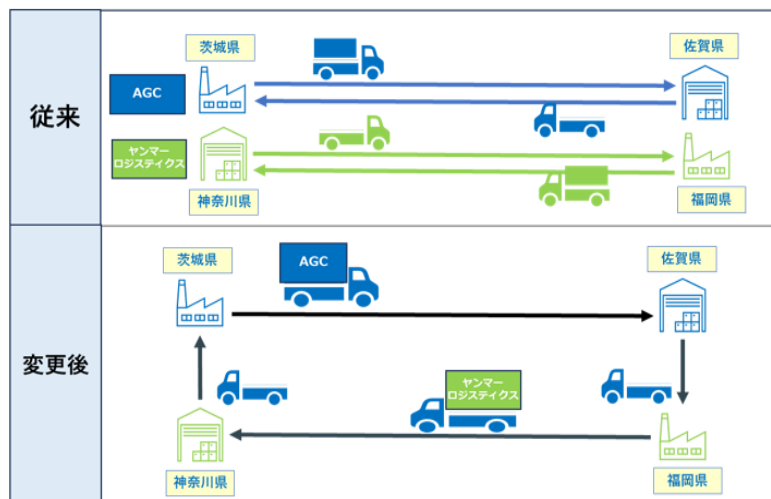 従来
茨城県
佐賀県
AGC
ヤンマー
ロジスティクス
神奈川県
福岡県
変更後
茨城県
AGC
佐賀県
ヤンマー
ロジスティクス
神奈川県
福岡県